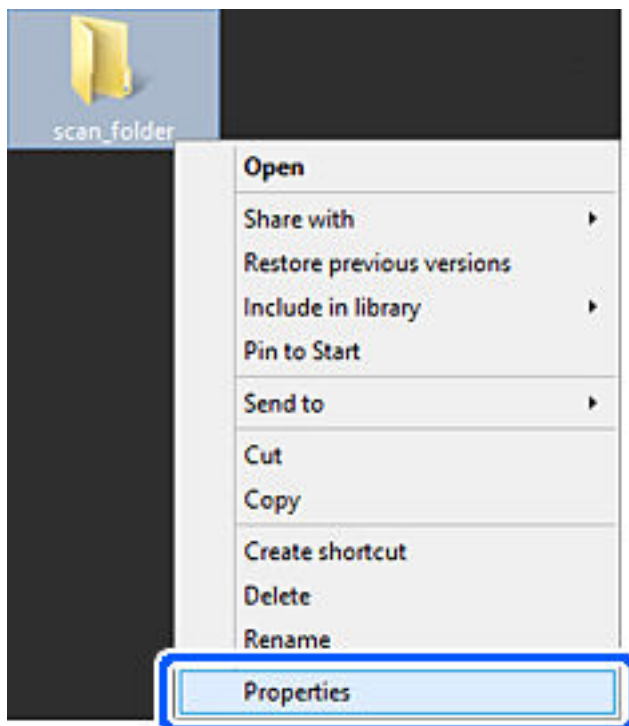 scan_folder
Open
Share with
Restore previous versions
Include in library
Pin to Start
Send to
Cut
Copy
Create shortcut
Delete
Rename
Properties